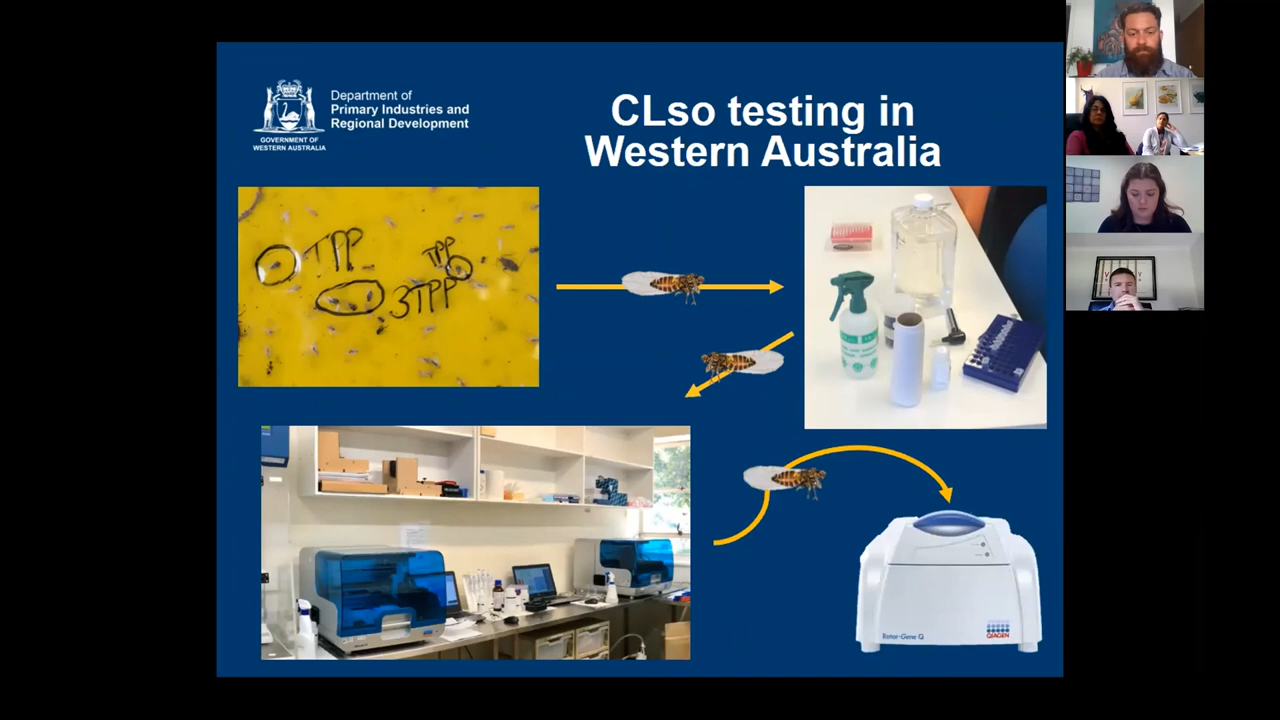 Department of
Primary Industries and
Regional Development
GOVERNMENT OF
WESTERN AUSTRALIA
CLso testing in
Western Australia
TPP
TPP
3TPP
Rotor-Gene Q
QIAGEN